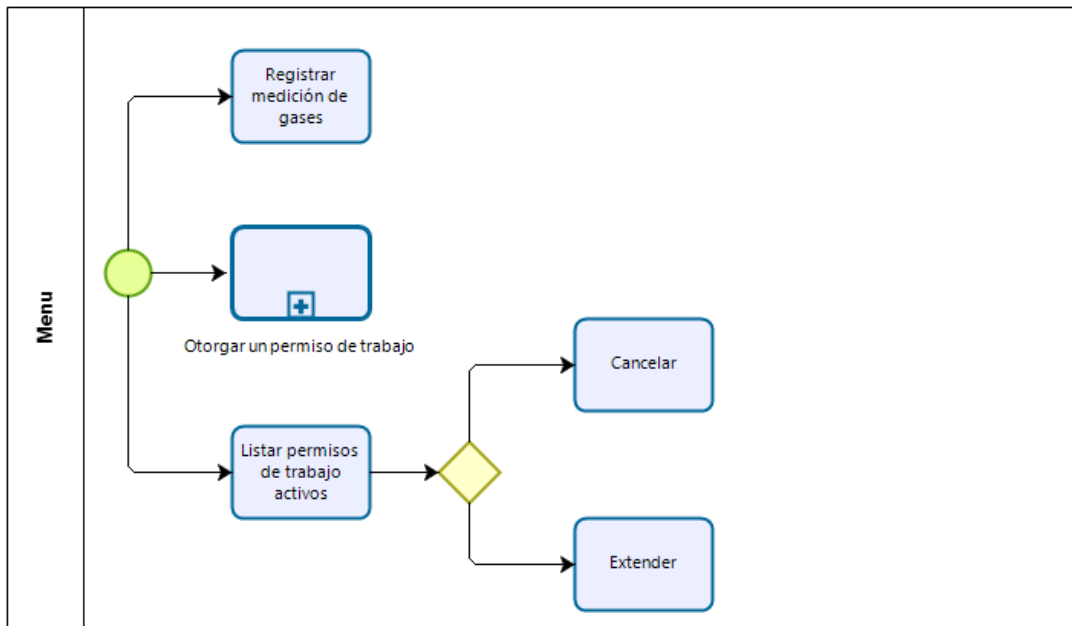 Menu
Registrar
medición de
gases
Otorgar un permiso de trabajo
Listar permisos
de trabajo
activos
Cancelar
Extender